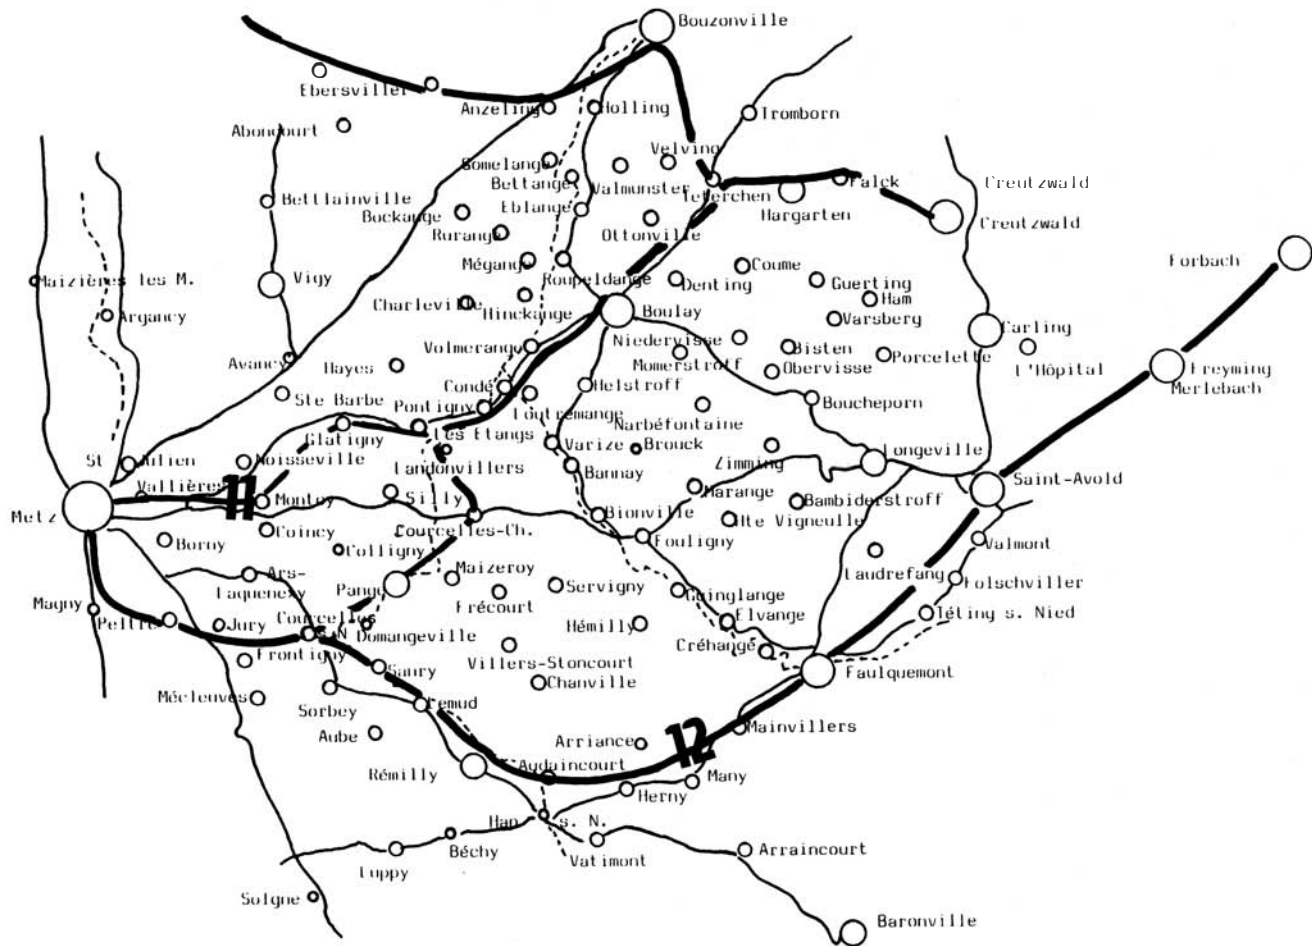 Bouzonville
Ebersviller
Anzeling
Holling
Tromborn
Aboncourt
Velving
Gomelange
Bettange
Valmunster
Teterchen
Falck
Creutzwald
Hargarten
Bettlainville
Bockange
Eblange
Creutzwald
Rurange
Ottonville
Mégange
Roupeldange
Coume
Forbach
Maizières les M.
Vigy
Denting
Guerting
Ham
Charleville
Hinckange
Boulay
Varsberg
Argancy
Carling
Niedervisse
Bisten
Porcelette
L'Hôpital
Avancy
Hayes
Volmerange
Momerstroff
Obervisse
Freyming
Merlebach
Condé
Helstroff
Ste Barbe
Pontigny
Loutremange
Boucheporn
Narbéfontaine
Glatigny
Les Etangs
Varize
Brouck
Longeville
St Julien
Noisseville
Landonvillers
Bannay
Zimming
Saint-Avold
Vallières
11
Montoy
Silly
Marange
Bambiderstroff
Metz
Courcelles-Ch.
Bionville
Hte Vigneulle
Coincy
Fouligny
Valmont
Borny
Colligny
Ars-
Laquenexy
Pange
Maizeroy
Servigny
Guinglange
Laudrefang
Folschviller
Magny
Frécourt
Peltre
Jury
Courcelles
s. N
Domangeville
Hémilly
Elvange
Téting s. Nied
Frontigny
Créhange
Sanry
Villers-Stoncourt
Faulquemont
Mécleuves
Sorbey
Chanville
Lemud
Aube
Arriance
12
Mainvillers
Rémilly
Many
Herny
Han s. N.
Béchy
Vatimont
Arraincourt
Luppy
Solgne
Baronville